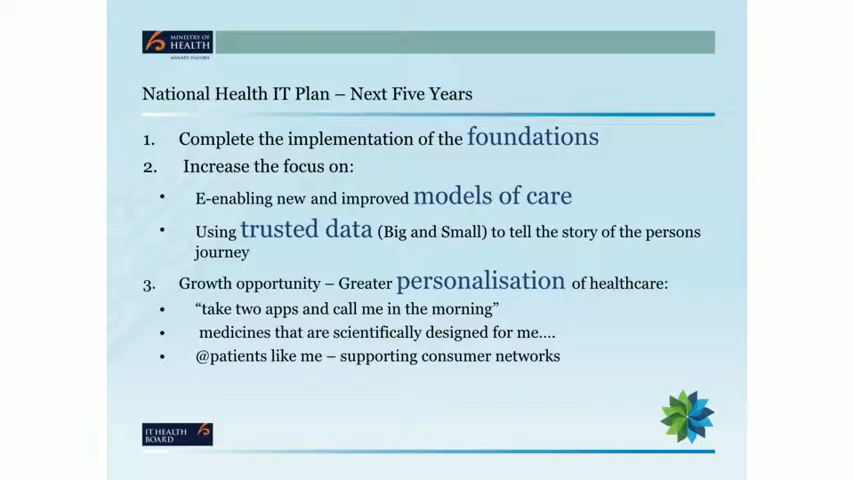 MINISTRY OF
HEALTH
MANATŪ HAUORA
National Health IT Plan – Next Five Years
1. Complete the implementation of the foundations
2. Increase the focus on:
• E-enabling new and improved models of care
• Using trusted data (Big and Small) to tell the story of the persons
journey
3. Growth opportunity – Greater personalisation of healthcare:
• “take two apps and call me in the morning”
• medicines that are scientifically designed for me....
• @patients like me – supporting consumer networks
IT HEALTH
BOARD